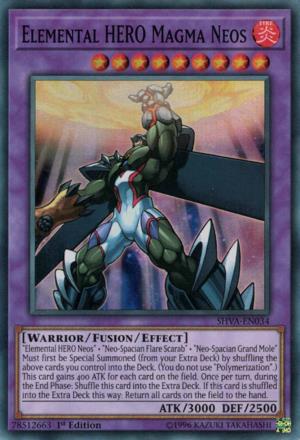 ELEMENTAL HERO MAGMA NEOS
FIRE
炎
SHVA-EN034
[WARRIOR/FUSION/EFFECT]
"Elemental HERO Neos" + "Neo-Spacian Flare Scarab" + "Neo-Spacian Grand Mole"
Must first be Special Summoned (from your Extra Deck) by shuffling the
above cards you control into the Deck. (You do not use "Polymerization".)
This card gains 400 ATK for each card on the field. Once per turn, during
the End Phase: Shuffle this card into the Extra Deck. If this card is shuffled
into the Extra Deck this way: Return all cards on the field to the hand.
ATK/3000 DEF/2500
78512663 1st Edition ©1996 KAZUKI TAKAHASHI